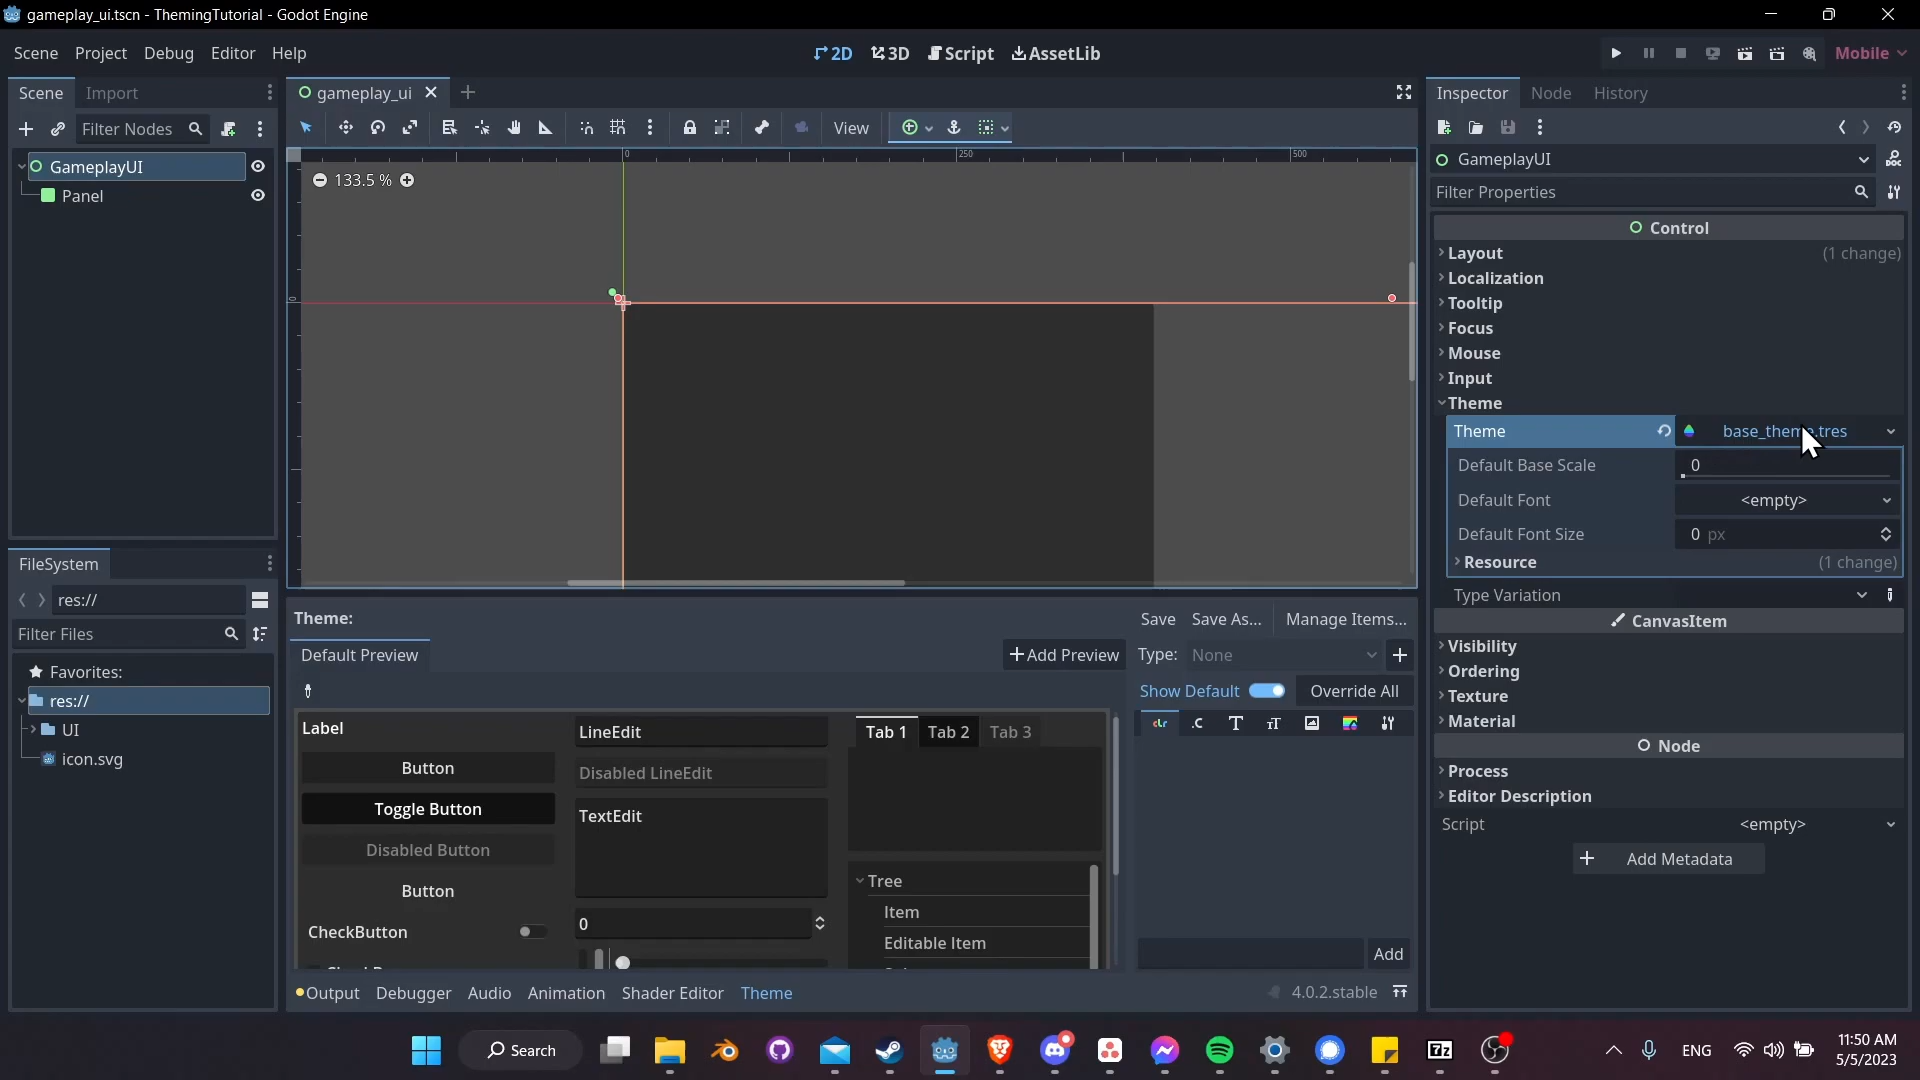 gameplay_ui.tscn - ThemingTutorial - Godot Engine
Scene Project Debug Editor Help
2D 3D Script AssetLib
Mobile
Scene Import
Filter Nodes
GameplayUI
Panel
gameplay_ui
View
133.5 %
0 250 500
0
FileSystem
res://
Filter Files
Favorites:
res://
UI
icon.svg
Theme:
Save Save As... Manage Items...
Default Preview
Add Preview
Type: None
Show Default
Override All
Label
Button
Toggle Button
Disabled Button
Button
CheckButton
LineEdit
Disabled LineEdit
TextEdit
0
Tab 1 Tab 2 Tab 3
Tree
Item
Editable Item
Add
Output Debugger Audio Animation Shader Editor Theme
4.0.2.stable
Inspector Node History
GameplayUI
Filter Properties
Control
Layout (1 change)
Localization
Tooltip
Focus
Mouse
Input
Theme
Theme base_theme.tres
Default Base Scale 0
Default Font <empty>
Default Font Size 0 px
Resource (1 change)
Type Variation
CanvasItem
Visibility
Ordering
Texture
Material
Node
Process
Editor Description
Script <empty>
Add Metadata
Search
ENG
11:50 AM
5/5/2023